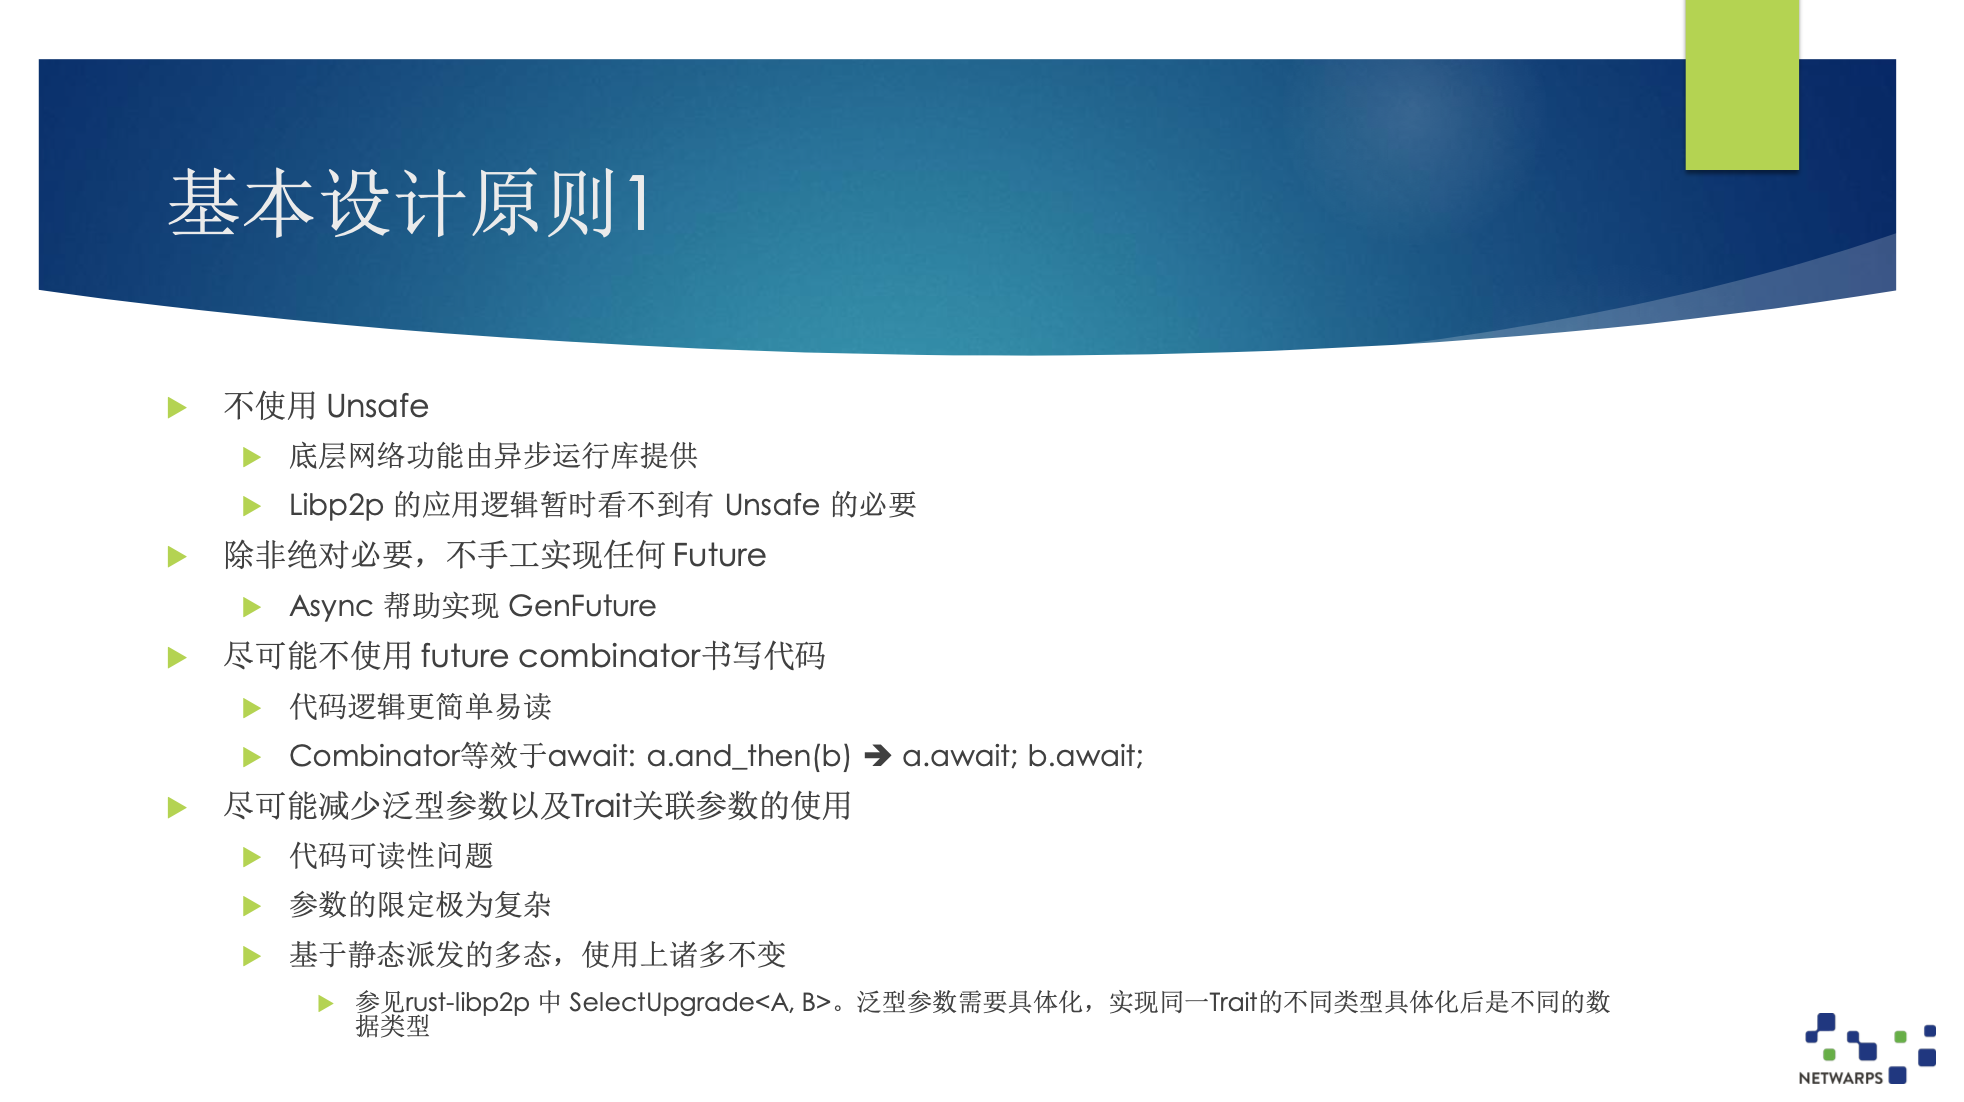 基本设计原则1
不使用 Unsafe
底层网络功能由异步运行库提供
Libp2p 的应用逻辑暂时看不到有 Unsafe 的必要
除非绝对必要，不手工实现任何 Future
Async 帮助实现 GenFuture
尽可能不使用 future combinator书写代码
代码逻辑更简单易读
Combinator等效于await: a.and_then(b) ➔ a.await; b.await;
尽可能减少泛型参数以及Trait关联参数的使用
代码可读性问题
参数的限定极为复杂
基于静态派发的多态，使用上诸多不变
参见rust-libp2p 中 SelectUpgrade<A, B>。泛型参数需要具体化，实现同一Trait的不同类型具体化后是不同的数
据类型
NETWARPS